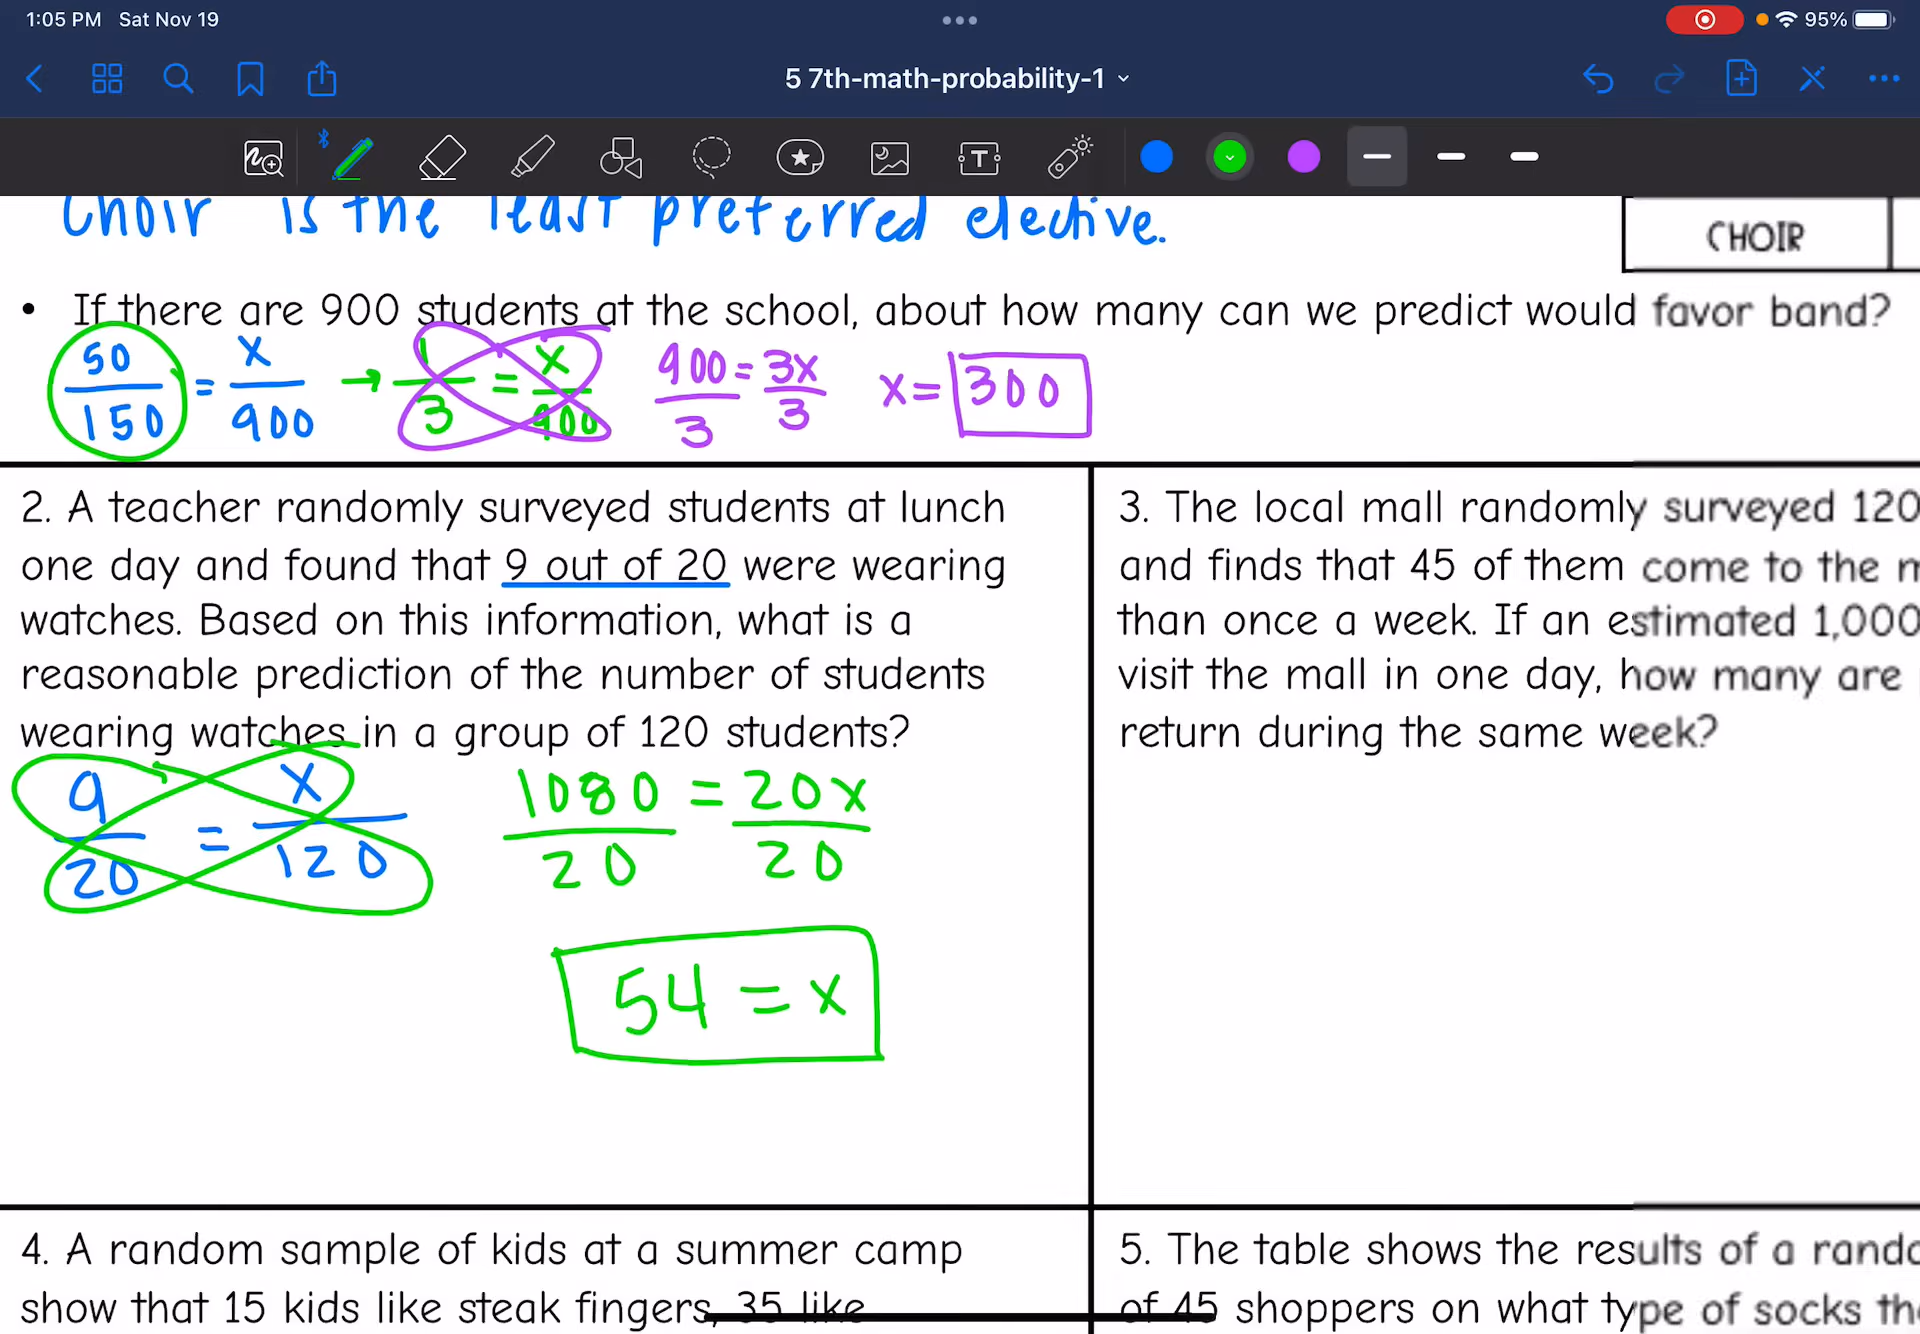 1:05 PM Sat Nov 19
95%
5 7th-math-probability-1
T
Choir is the least preferred elective.
CHOIR
• If there are 900 students at the school, about how many can we predict would favor band?
50/150 = x/900 → 1/3 = x/900 900/3 = 3x/3 x = 300
2. A teacher randomly surveyed students at lunch
one day and found that 9 out of 20 were wearing
watches. Based on this information, what is a
reasonable prediction of the number of students
wearing watches in a group of 120 students?
9/20 = x/120 1080/20 = 20x/20
54 = x
3. The local mall randomly surveyed 120
and finds that 45 of them come to the
than once a week. If an estimated 1,000
visit the mall in one day, how many are
return during the same week?
4. A random sample of kids at a summer camp
show that 15 kids like steak fingers, 35 like
5. The table shows the results of a
of 45 shoppers on what type of socks